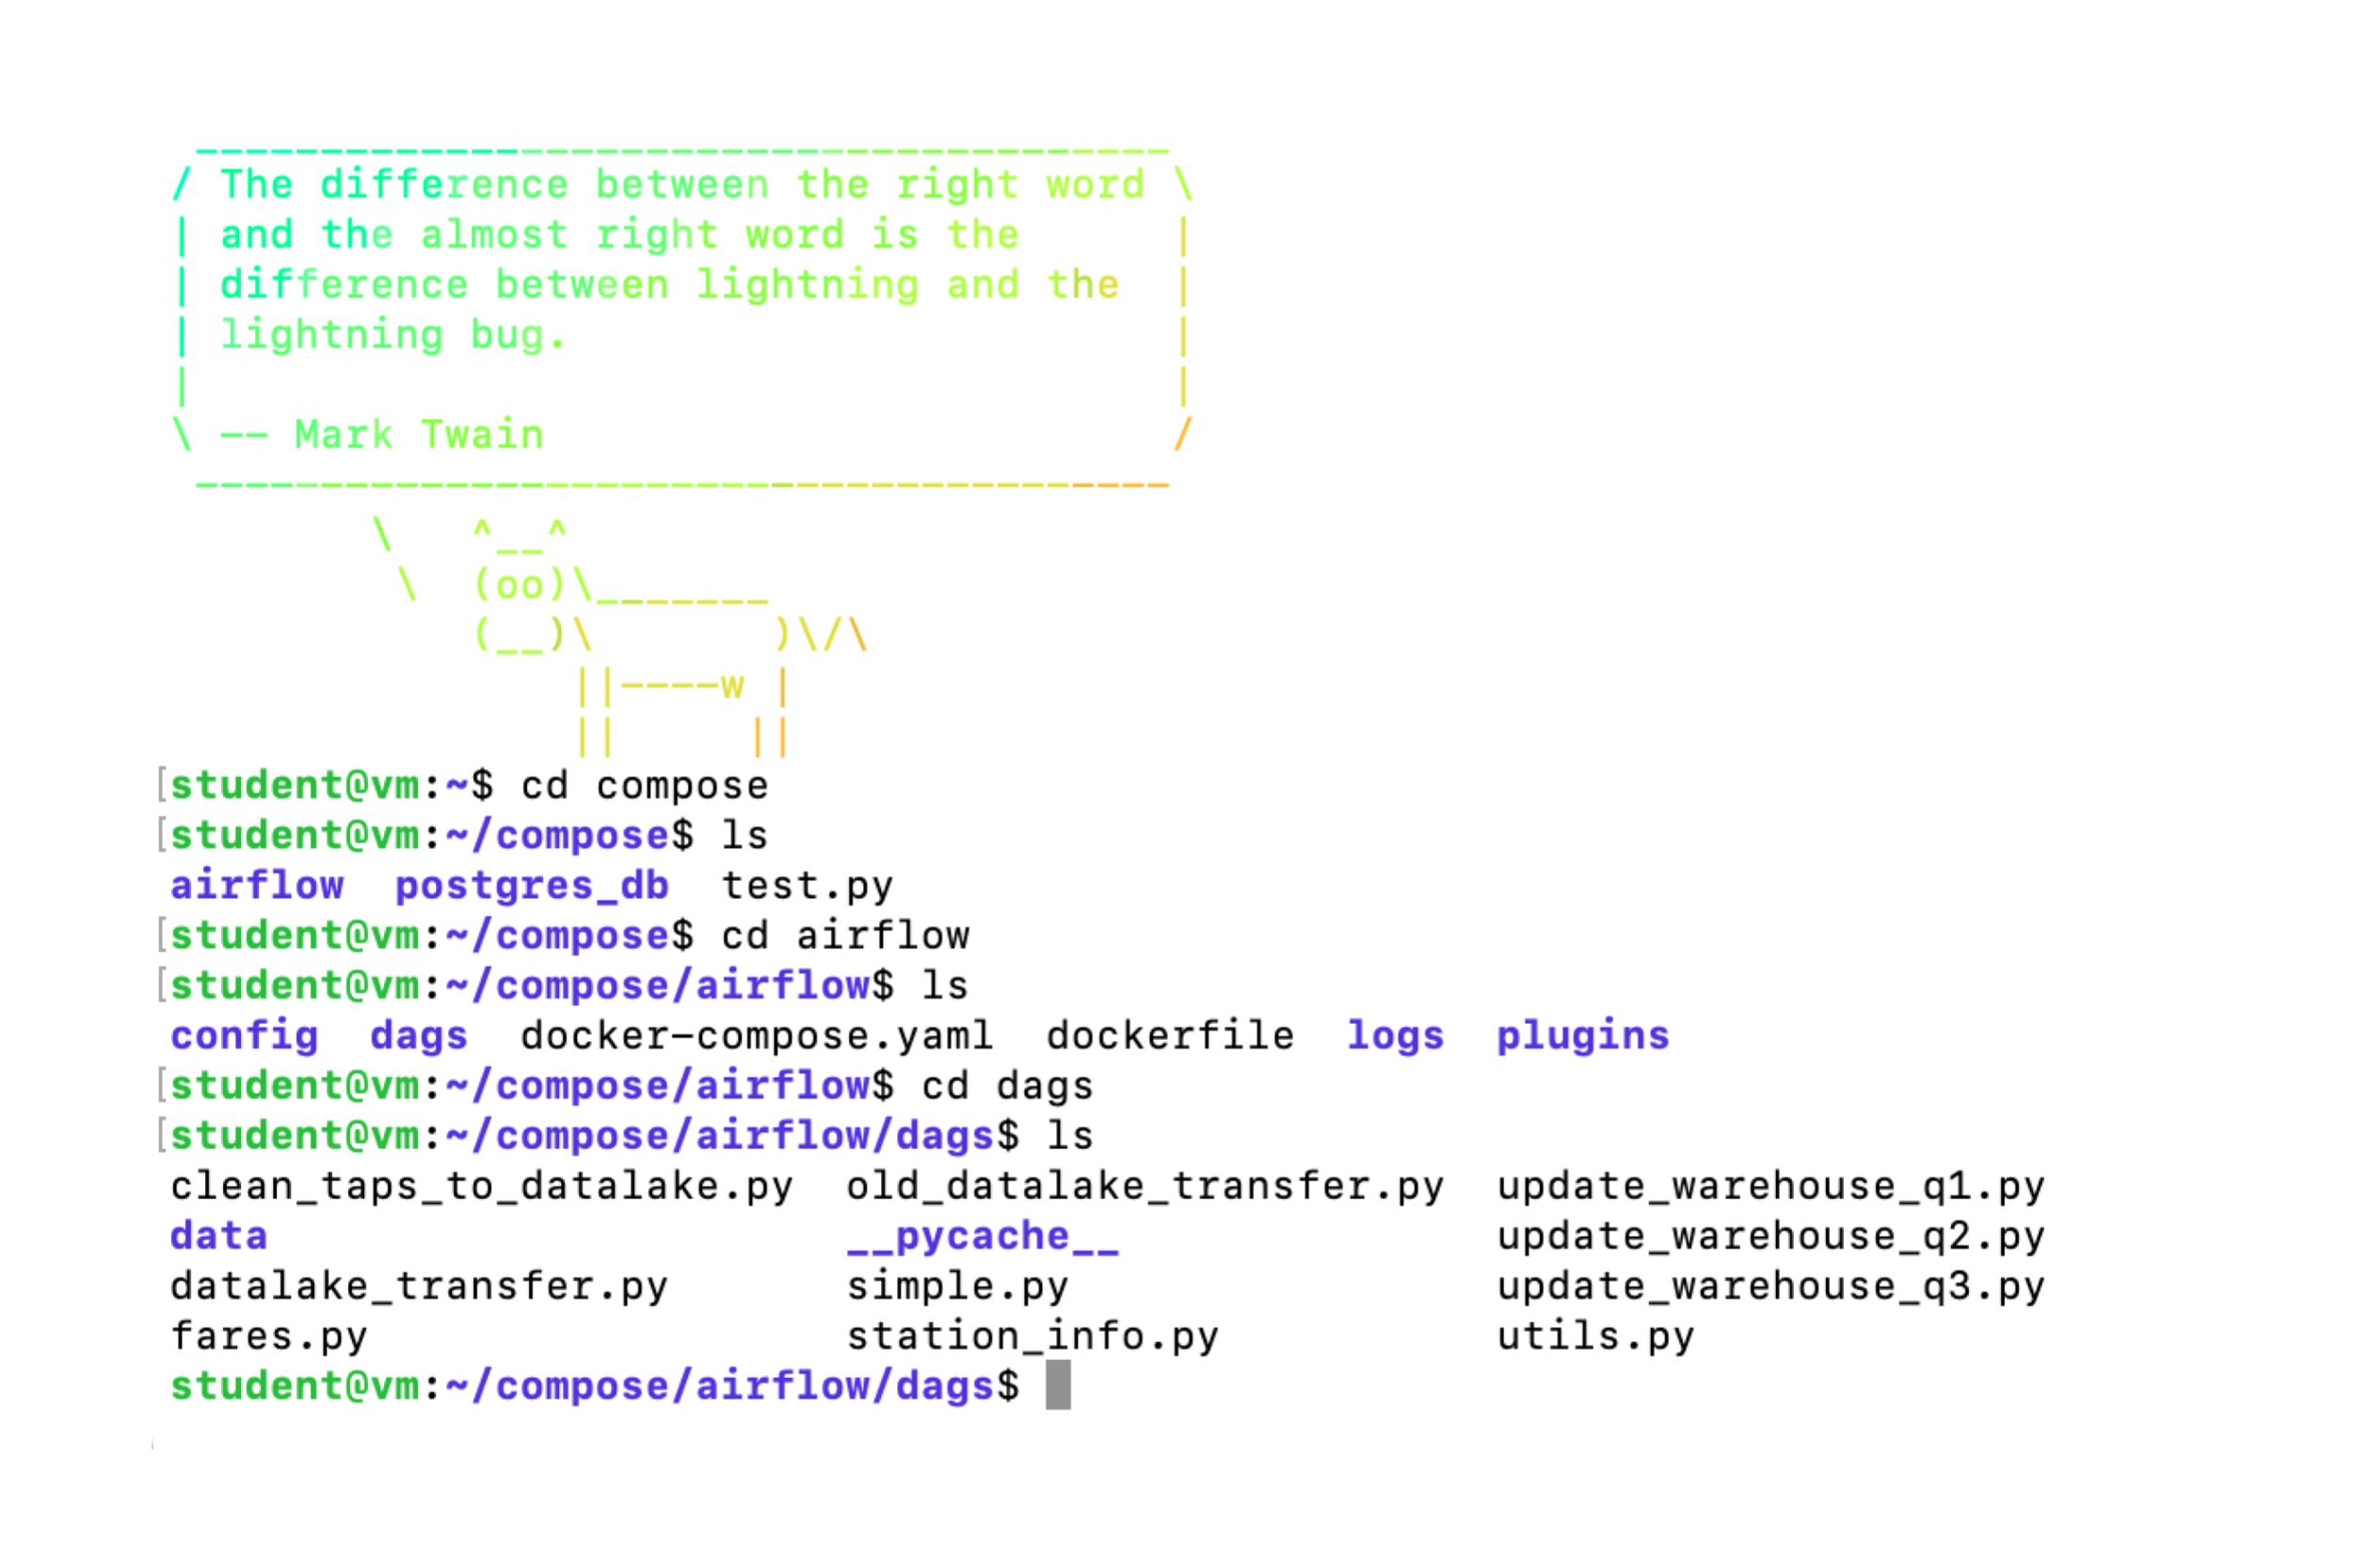 _______________________________________
/ The difference between the right word \
| and the almost right word is the      |
| difference between lightning and the  |
| lightning bug.                        |
|                                       |
\ -- Mark Twain                         /
 ---------------------------------------
        \   ^__^
         \  (oo)\_______
            (__)\       )\/\
                ||----w |
                ||     ||
[student@vm:~$ cd compose
[student@vm:~/compose$ ls
airflow  postgres_db  test.py
[student@vm:~/compose$ cd airflow
[student@vm:~/compose/airflow$ ls
config  dags  docker-compose.yaml  dockerfile  logs  plugins
[student@vm:~/compose/airflow$ cd dags
[student@vm:~/compose/airflow/dags$ ls
clean_taps_to_datalake.py  old_datalake_transfer.py  update_warehouse_q1.py
data                       __pycache__               update_warehouse_q2.py
datalake_transfer.py       simple.py                 update_warehouse_q3.py
fares.py                   station_info.py           utils.py
student@vm:~/compose/airflow/dags$